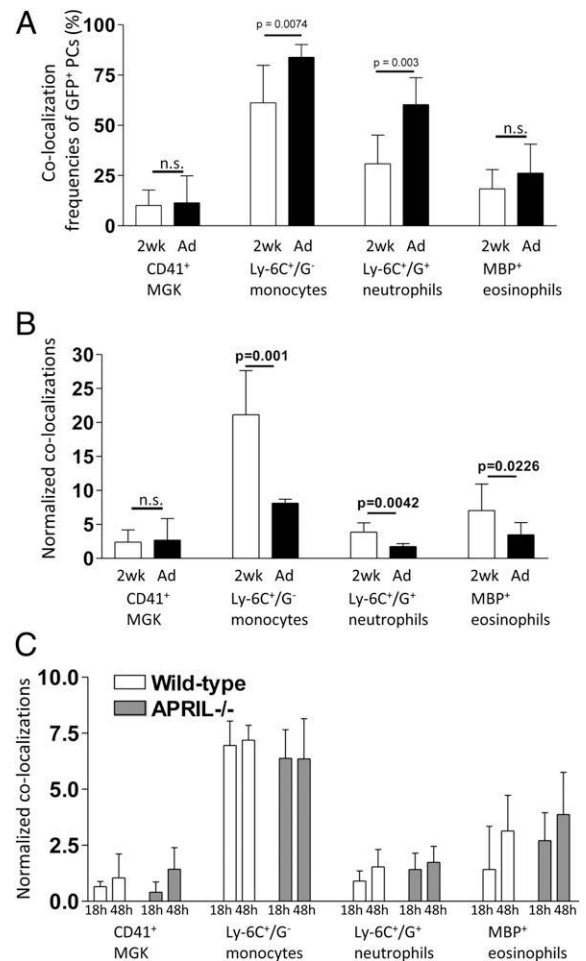 A
Co-localization
frequencies of GFP⁺ PCs (%)
100
75
50
25
0
n.s.
p = 0.0074
p = 0.003
n.s.
2wk Ad 2wk Ad 2wk Ad 2wk Ad
CD41⁺ Ly-6C⁺/G⁻ Ly-6C⁺/G⁺ MBP⁺
MGK monocytes neutrophils eosinophils
B
Normalized co-localizations
30
25
20
15
10
5
0
n.s.
p=0.001
p=0.0042
p=0.0226
2wk Ad 2wk Ad 2wk Ad 2wk Ad
CD41⁺ Ly-6C⁺/G⁻ Ly-6C⁺/G⁺ MBP⁺
MGK monocytes neutrophils eosinophils
C
Normalized co-localizations
10.0
7.5
5.0
2.5
0.0
Wild-type
APRIL-/-
18h 48h 18h 48h 18h 48h 18h 48h 18h 48h 18h 48h 18h 48h 18h 48h
CD41⁺ Ly-6C⁺/G⁻ Ly-6C⁺/G⁺ MBP⁺
MGK monocytes neutrophils eosinophils